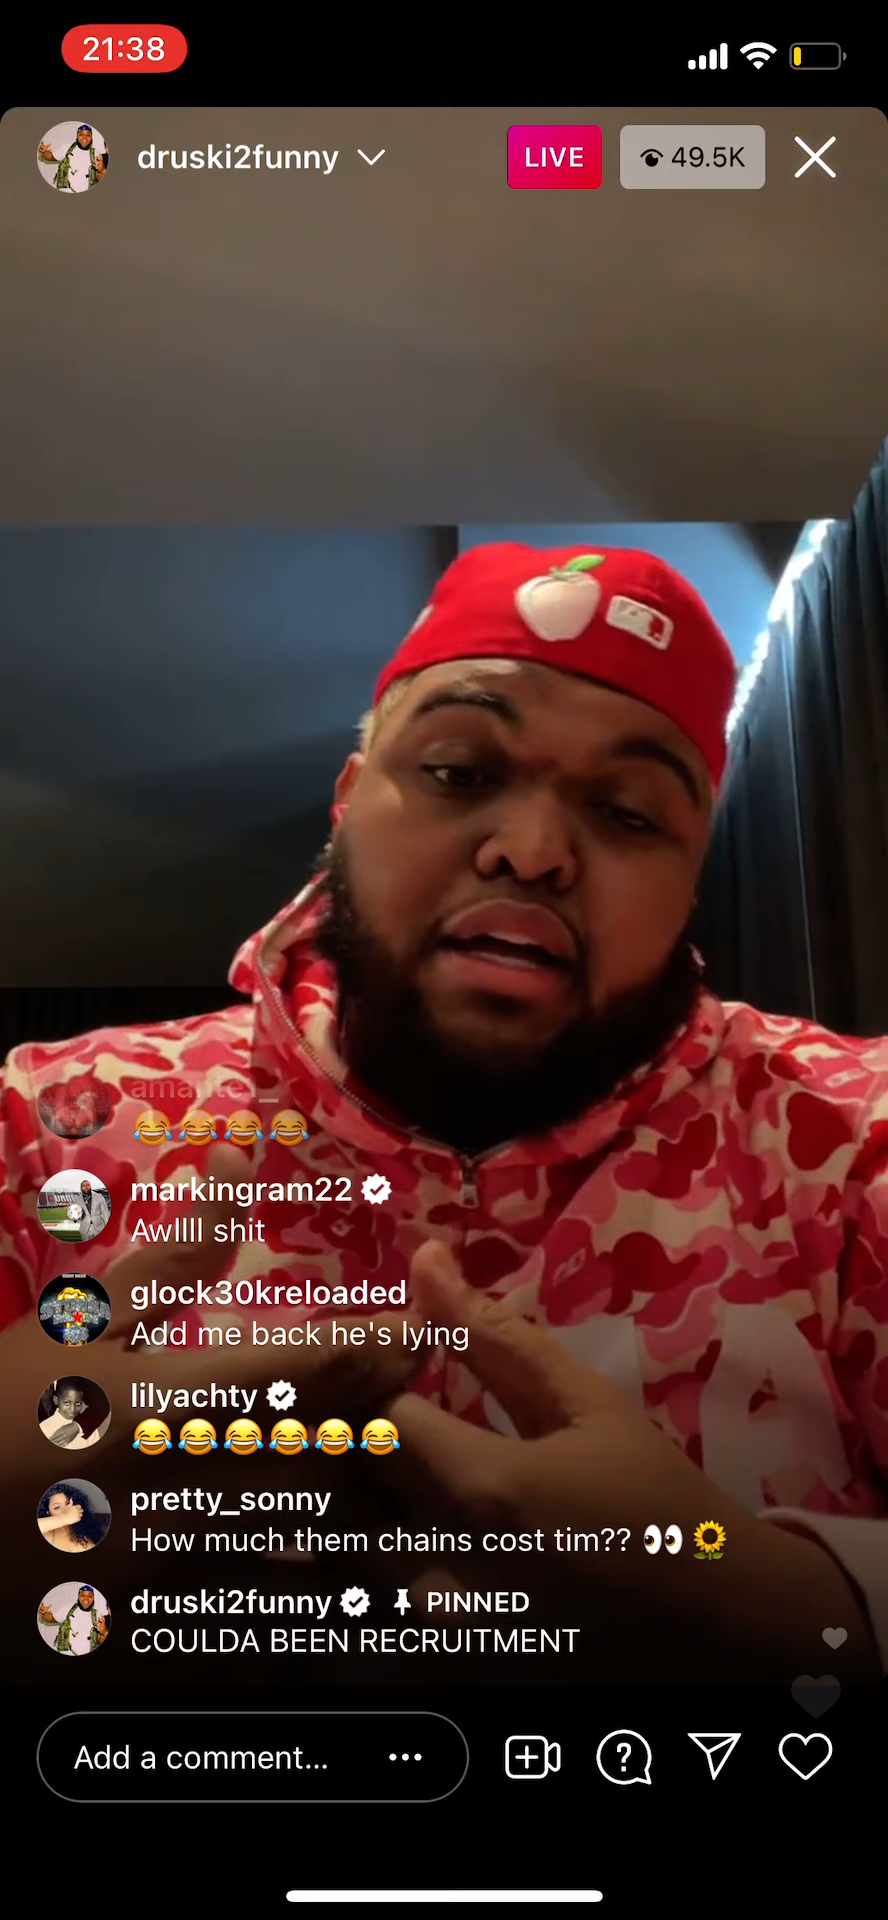 21:38
druski2funny
LIVE
49.5K
😂😂😂😂
markingram22
Awllll shit
glock30kreloaded
Add me back he's lying
lilyachty
😂😂😂😂😂😂
pretty_sonny
How much them chains cost tim?? 👀🌻
druski2funny PINNED
COULDA BEEN RECRUITMENT
Add a comment...